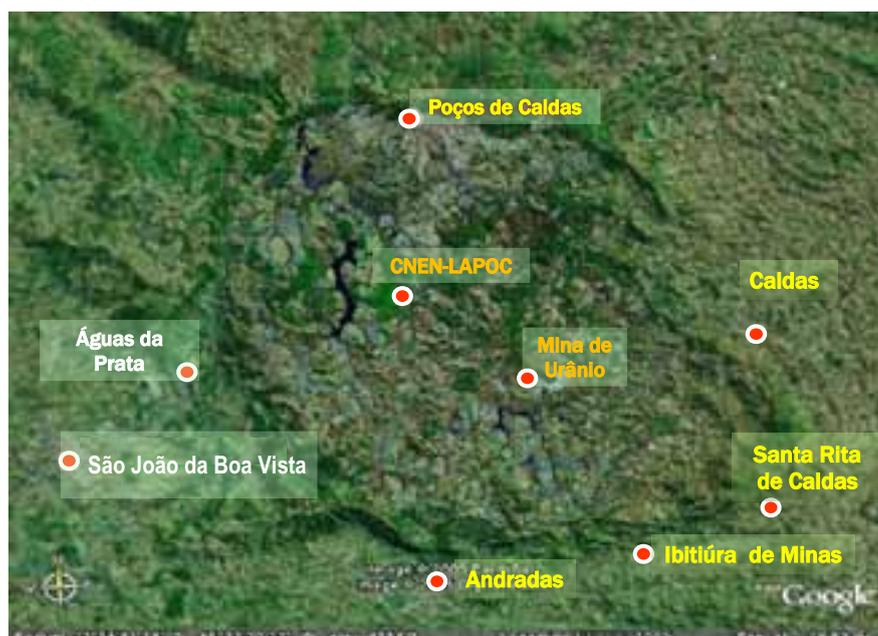 Poços de Caldas
CNEN-LAPOC
Caldas
Águas da
Prata
Mina de
Urânio
São João da Boa Vista
Santa Rita
de Caldas
Ibitiúra de Minas
Andradas
Google